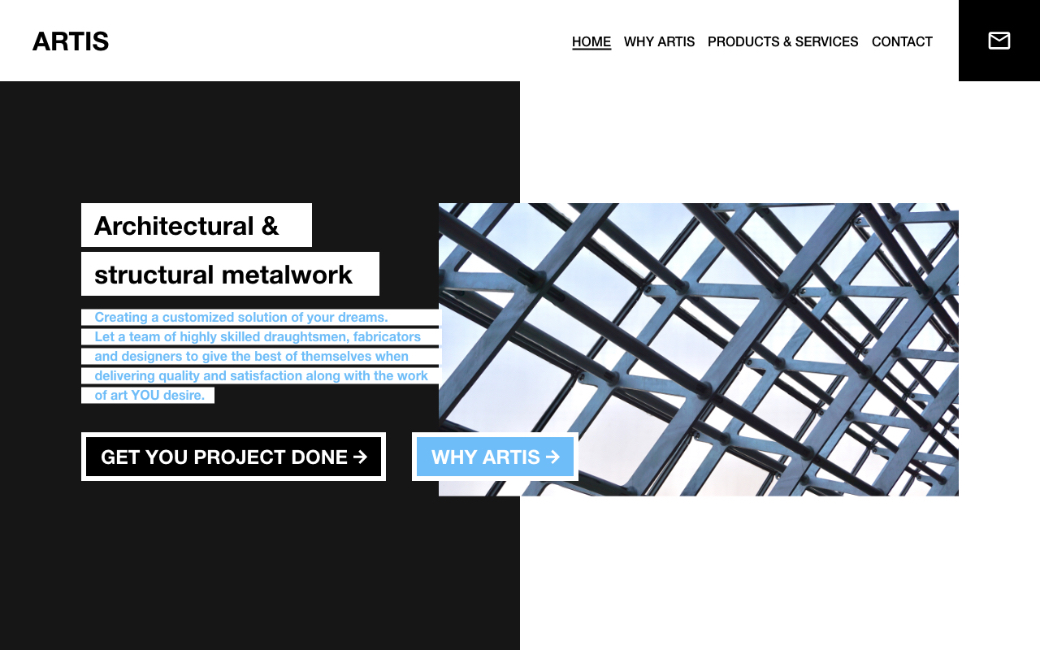 ARTIS
HOME WHY ARTIS PRODUCTS & SERVICES CONTACT
Architectural &
structural metalwork
Creating a customized solution of your dreams.
Let a team of highly skilled draughtsmen, fabricators
and designers to give the best of themselves when
delivering quality and satisfaction along with the work
of art YOU desire.
GET YOU PROJECT DONE →
WHY ARTIS →